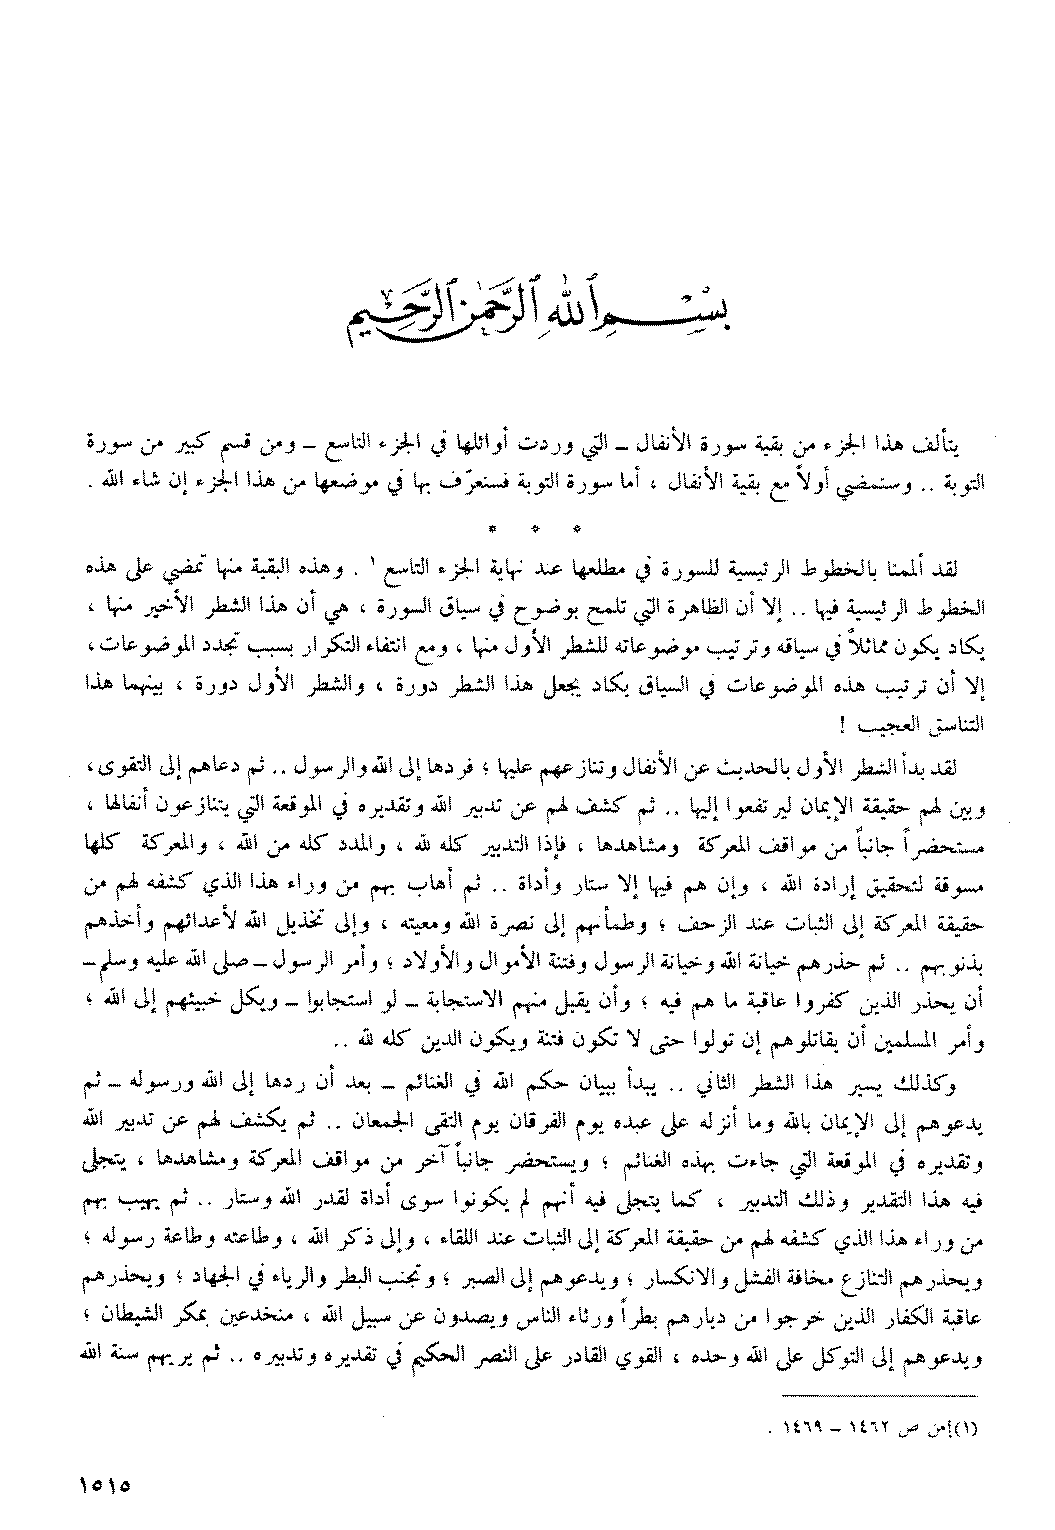 بِسْمِ ٱللَّهِ ٱلرَّحْمَٰنِ ٱلرَّحِيمِ
يتألف هذا الجزء من بقية سورة الأنفال – التي وردت أوائلها في الجزء التاسع – ومن قسم كبير من سورة
التوبة .. وسنمضي أولاً مع بقية الأنفال ، أما سورة التوبة فسنعرّف بها في موضعها من هذا الجزء إن شاء الله .
* * *
لقد ألممنا بالخطوط الرئيسية للسورة في مطلعها عند نهاية الجزء التاسع ١ . وهذه البقية منها تمضي على هذه
الخطوط الرئيسية فيها .. إلا أن الظاهرة التي تلمح بوضوح في سياق السورة ، هي أن هذا الشطر الأخير منها ،
يكاد يكون مماثلاً في سياقه وترتيب موضوعاته للشطر الأول منها ، ومع انتفاء التكرار بسبب تجدد الموضوعات ،
إلا أن ترتيب هذه الموضوعات في السياق يكاد يجعل هذا الشطر دورة ، والشطر الأول دورة ، بينهما هذا
التناسق العجيب !
لقد بدأ الشطر الأول بالحديث عن الأنفال وتنازعهم عليها ؛ فردها إلى الله والرسول .. ثم دعاهم إلى التقوى ،
وبين لهم حقيقة الإيمان ليرتفعوا إليها .. ثم كشف لهم عن تدبير الله وتقديره في الموقعة التي يتنازعون أنفالها ،
مستحضراً جانباً من مواقف المعركة ومشاهدها ، فإذا التدبير كله لله ، والمدد كله من الله ، والمعركة كلها
مسوقة لتحقيق إرادة الله ، وإن هم فيها إلا ستار وأداة .. ثم أهاب بهم من وراء هذا الذي كشفه لهم من
حقيقة المعركة إلى الثبات عند الزحف ؛ وطمأنهم إلى نصرة الله ومعيته ، وإلى تخذيل الله لأعدائهم وأخذهم
بذنوبهم .. ثم حذرهم خيانة الله وخيانة الرسول وفتنة الأموال والأولاد ؛ وأمر الرسول – صلى الله عليه وسلم –
أن يحذر الذين كفروا عاقبة ما هم فيه ؛ وأن يقبل منهم الاستجابة – لو استجابوا – ويكل خبيئهم إلى الله ؛
وأمر المسلمين أن يقاتلوهم إن تولوا حتى لا تكون فتنة ويكون الدين كله لله ..
وكذلك يسير هذا الشطر الثاني .. يبدأ ببيان حكم الله في الغنائم – بعد أن ردها إلى الله ورسوله – ثم
يدعوهم إلى الإيمان بالله وما أنزله على عبده يوم الفرقان يوم التقى الجمعان .. ثم يكشف لهم عن تدبير الله
وتقديره في الموقعة التي جاءت بهذه الغنائم ؛ ويستحضر جانباً آخر من مواقف المعركة ومشاهدها ، يتجلى
فيه هذا التقدير وذلك التدبير ، كما يتجلى فيه أنهم لم يكونوا سوى أداة لقدر الله وستار .. ثم يهيب بهم
من وراء هذا الذي كشفه لهم من حقيقة المعركة إلى الثبات عند اللقاء ، وإلى ذكر الله ، وطاعته وطاعة رسوله ؛
ويحذرهم التنازع مخافة الفشل والانكسار ؛ ويدعوهم إلى الصبر ؛ وتجنب البطر والرياء في الجهاد ؛ ويحذرهم
عاقبة الكفار الذين خرجوا من ديارهم بطراً ورئاء الناس ويصدون عن سبيل الله ، منخدعين بمكر الشيطان ؛
ويدعوهم إلى التوكل على الله وحده ، القوي القادر على النصر الحكيم في تقديره وتدبيره .. ثم يريهم سنة الله
(١) من ص ١٤٦٢ – ١٤٦٩ .
١٥١٥